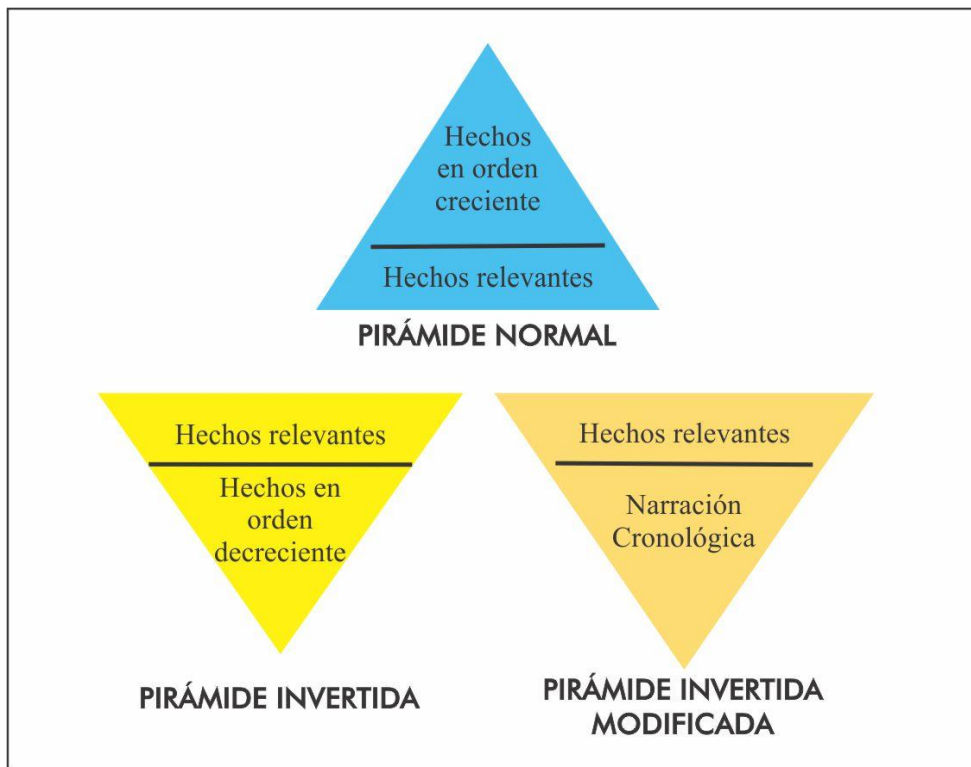 Hechos
en orden
creciente
Hechos relevantes
PIRÁMIDE NORMAL
Hechos relevantes
Hechos en
orden
decreciente
PIRÁMIDE INVERTIDA
Hechos relevantes
Narración
Cronológica
PIRÁMIDE INVERTIDA
MODIFICADA